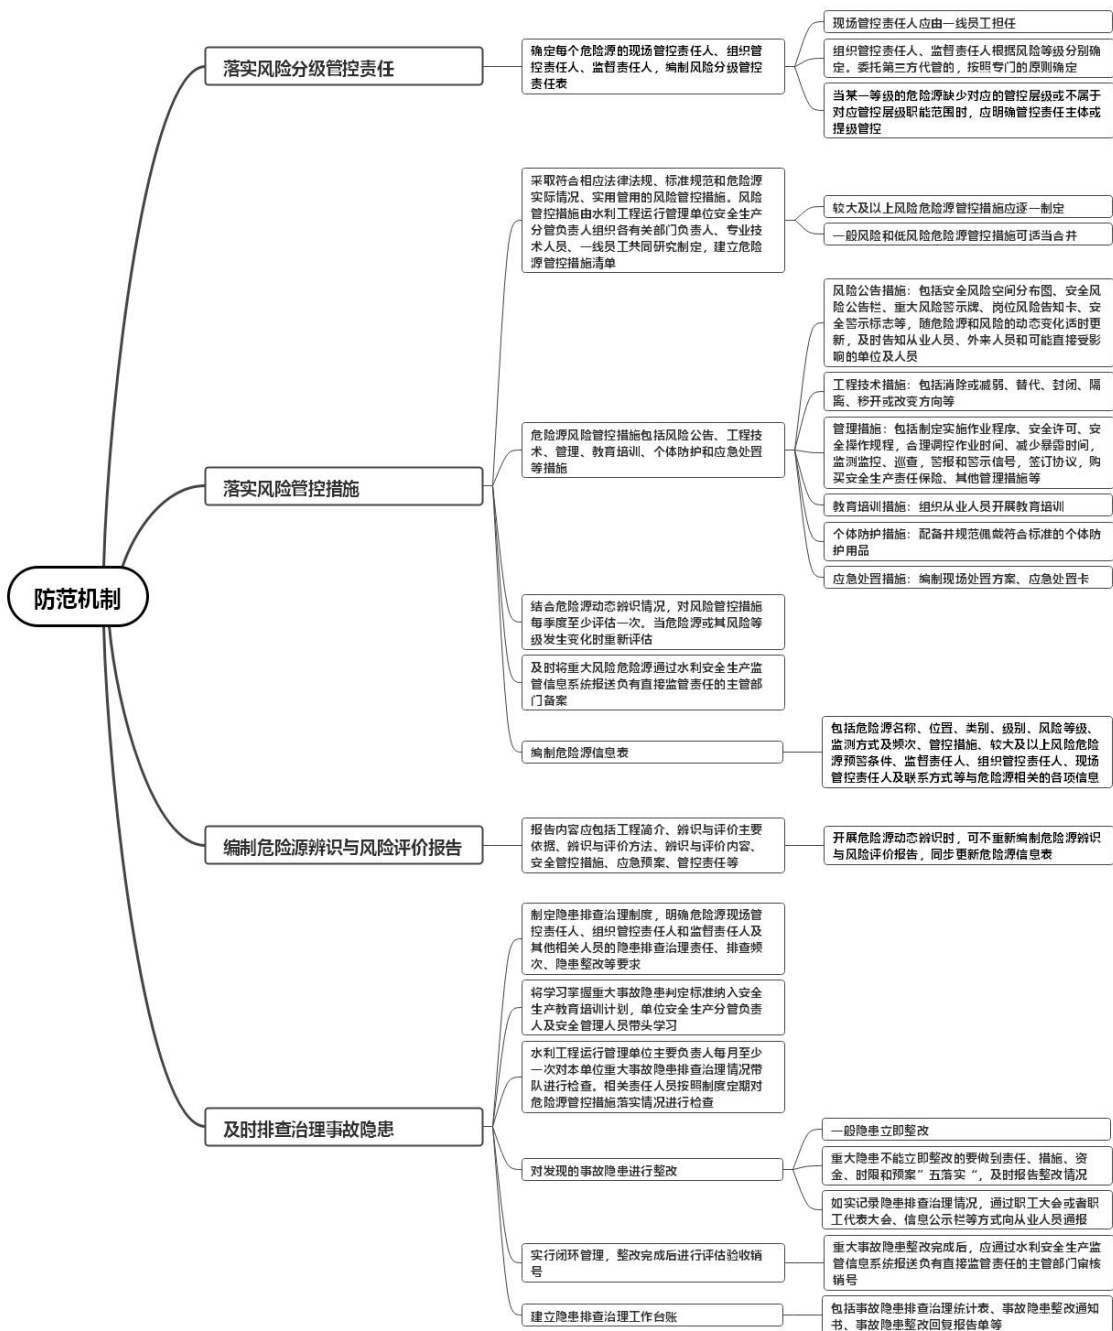 防范机制
落实风险分级管控责任
确定每个危险源的现场管控责任人、组织管
控责任人、监督责任人，编制风险分级管控
责任表
现场管控责任人应由一线员工担任
组织管控责任人、监督责任人根据风险等级分别确
定。委托第三方代管的，按照专门的原则确定
当某一等级的危险源缺少对应的管控层级或不属于
对应管控层级职能范围时，应明确管控责任主体或
提级管控
落实风险管控措施
采取符合相应法律法规、标准规范和危险源
实际情况、实用管用的风险管控措施。风险
管控措施由水利工程运行管理单位安全生产
分管负责人组织各有关部门负责人、专业技
术人员、一线员工共同研究制定，建立危险
源管控措施清单
较大及以上风险危险源管控措施应逐一制定
一般风险和低风险危险源管控措施可适当合并
危险源风险管控措施包括风险公告、工程技
术、管理、教育培训、个体防护和应急处置
等措施
风险公告措施：包括安全风险空间分布图、安全风
险公告栏、重大风险警示牌、岗位风险告知卡、安
全警示标志等，随危险源和风险的动态变化适时更
新，及时告知从业人员、外来人员和可能直接受影
响的单位及人员
工程技术措施：包括消除或减弱、替代、封闭、隔
离、移开或改变方向等
管理措施：包括制定实施作业程序、安全许可、安
全操作规程，合理调控作业时间、减少暴露时间，
监测监控、巡查，警报和警示信号，签订协议，购
买安全生产责任保险、其他管理措施等
教育培训措施：组织从业人员开展教育培训
个体防护措施：配备并规范佩戴符合标准的个体防
护用品
应急处置措施：编制现场处置方案、应急处置卡
结合危险源动态辨识情况，对风险管控措施
每季度至少评估一次。当危险源或其风险等
级发生变化时重新评估
及时将重大风险危险源通过水利安全生产监
管信息系统报送负有直接监管责任的主管部
门备案
编制危险源信息表
包括危险源名称、位置、类别、级别、风险等级、
监测方式及频次、管控措施、较大及以上风险危险
源预警条件、监督责任人、组织管控责任人、现场
管控责任人及联系方式等与危险源相关的各项信息
编制危险源辨识与风险评价报告
报告内容应包括工程简介、辨识与评价主要
依据、辨识与评价方法、辨识与评价内容、
安全管控措施、应急预案、管控责任等
开展危险源动态辨识时，可不重新编制危险源辨识
与风险评价报告，同步更新危险源信息表
及时排查治理事故隐患
制定隐患排查治理制度，明确危险源现场管
控责任人、组织管控责任人和监督责任人及
其他相关人员的隐患排查治理责任、排查频
次、隐患整改等要求
将学习掌握重大事故隐患判定标准纳入安全
生产教育培训计划，单位安全生产分管负责
人及安全管理人员带头学习
水利工程运行管理单位主要负责人每月至少
一次对本单位重大事故隐患排查治理情况带
队进行检查。相关责任人员按照制度定期对
危险源管控措施落实情况进行检查
对发现的事故隐患进行整改
一般隐患立即整改
重大隐患不能立即整改的要做到责任、措施、资
金、时限和预案”五落实“，及时报告整改情况
如实记录隐患排查治理情况，通过职工大会或者职
工代表大会、信息公示栏等方式向从业人员通报
实行闭环管理，整改完成后进行评估验收销
号
重大事故隐患整改完成后，应通过水利安全生产监
管信息系统报送负有直接监管责任的主管部门审核
销号
建立隐患排查治理工作台账
包括事故隐患排查治理统计表、事故隐患整改通知
书、事故隐患整改回复报告单等